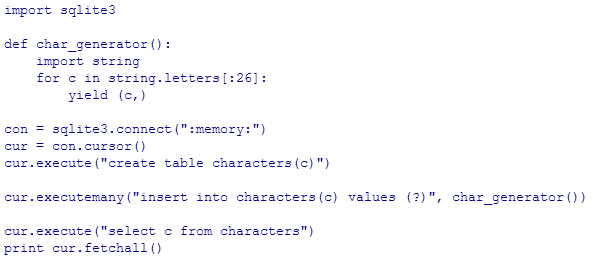 import sqlite3
def char_generator():
    import string
    for c in string.letters[:26]:
        yield (c,)
con = sqlite3.connect(":memory:")
cur = con.cursor()
cur.execute("create table characters(c)")
cur.executemany("insert into characters(c) values (?)", char_generator())
cur.execute("select c from characters")
print cur.fetchall()